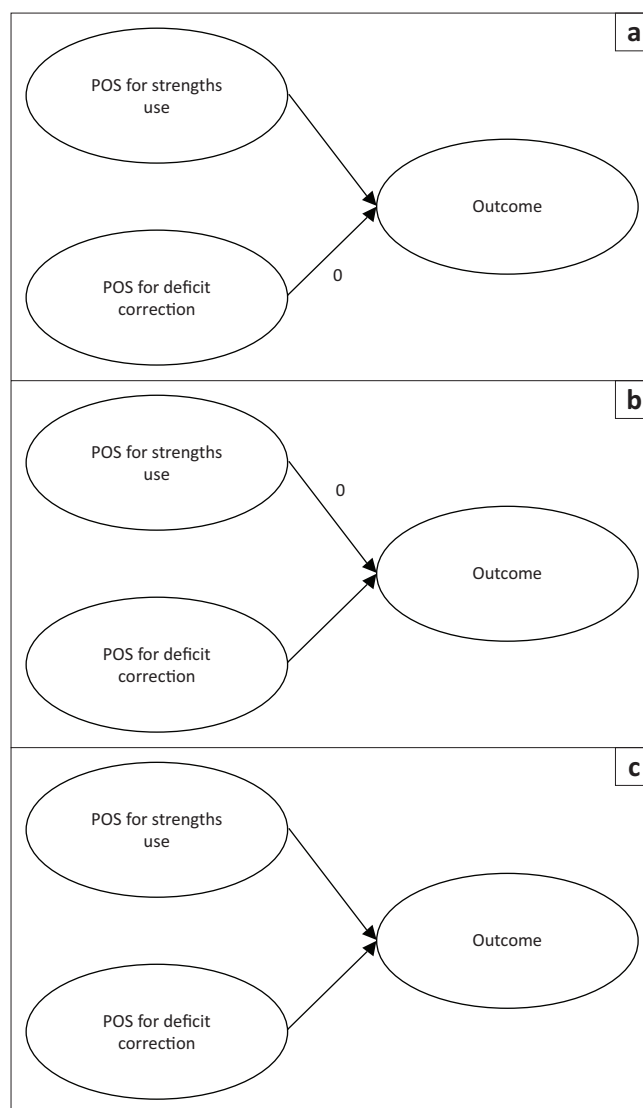 a
POS for strengths
use
Outcome
POS for deficit
correction
0
b
POS for strengths
use
0
Outcome
POS for deficit
correction
c
POS for strengths
use
Outcome
POS for deficit
correction